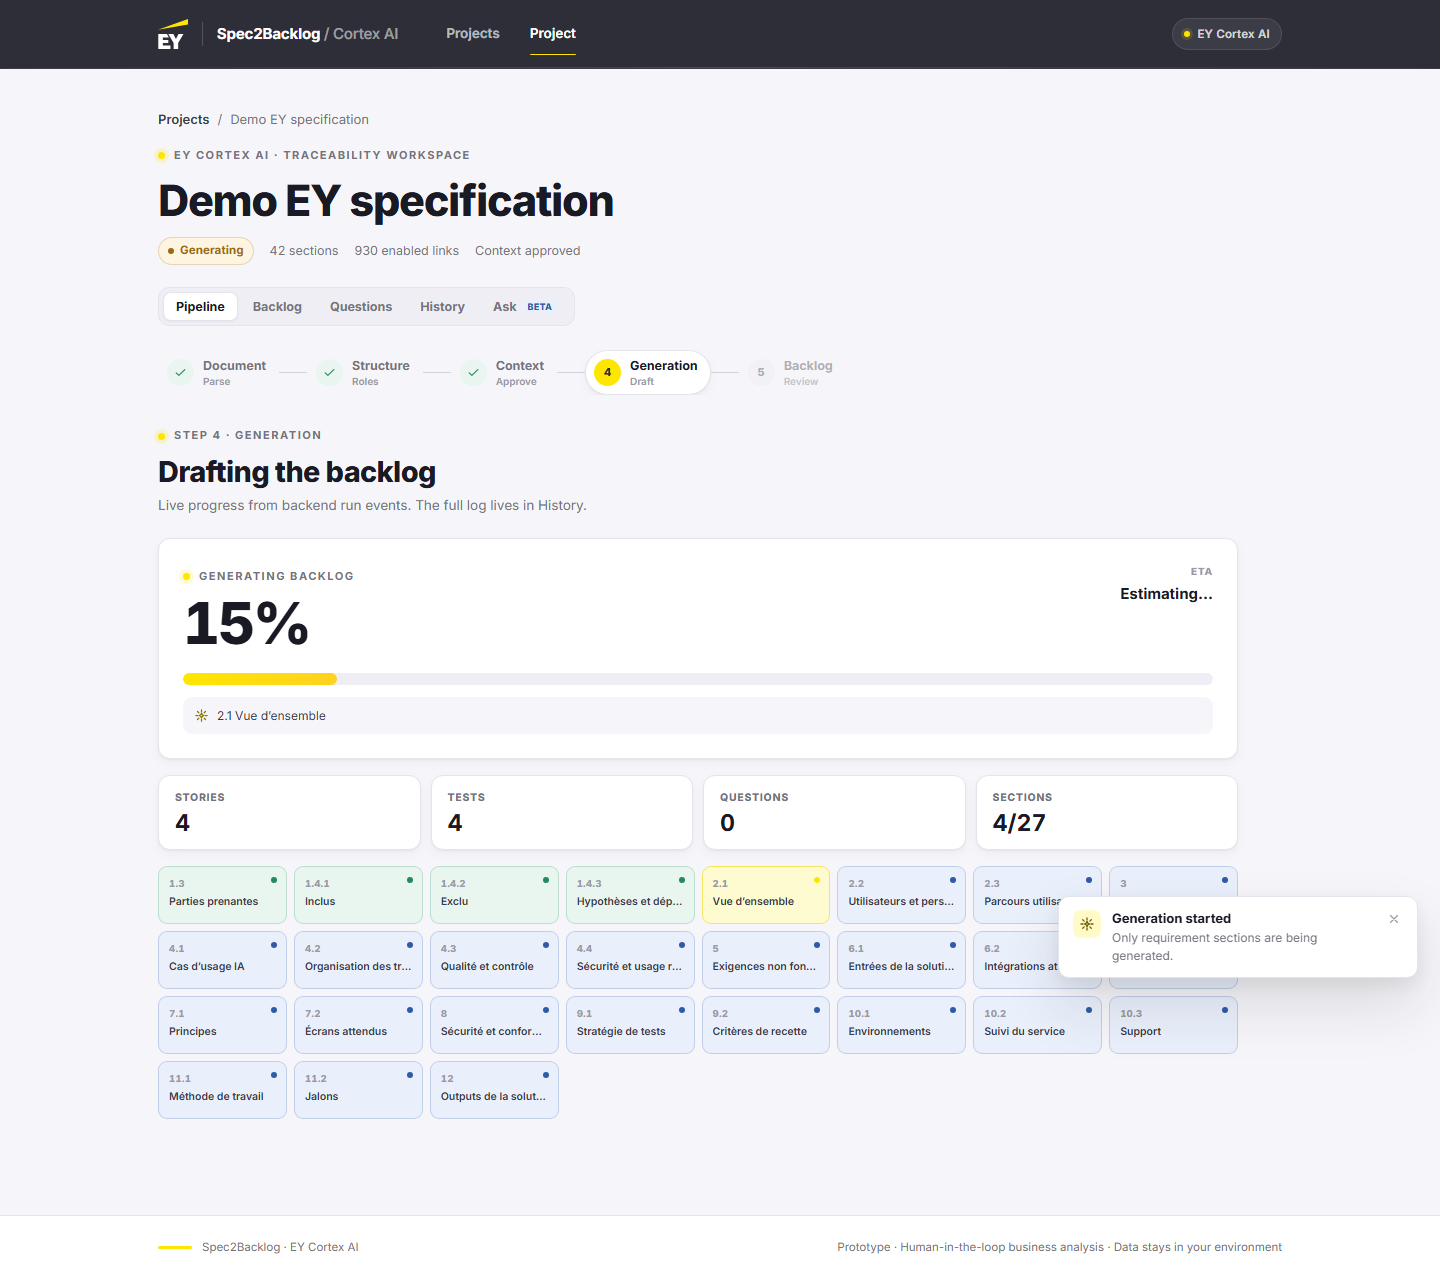 EY
Spec2Backlog / Cortex AI
Projects
Project
EY Cortex AI
Projects / Demo EY specification
EY CORTEX AI · TRACEABILITY WORKSPACE
Demo EY specification
Generating
42 sections
930 enabled links
Context approved
Pipeline
Backlog
Questions
History
Ask BETA
Document
Parse
Structure
Roles
Context
Approve
4
Generation
Draft
5
Backlog
Review
STEP 4 · GENERATION
Drafting the backlog
Live progress from backend run events. The full log lives in History.
GENERATING BACKLOG
15%
ETA
Estimating...
2.1 Vue d’ensemble
STORIES
4
TESTS
4
QUESTIONS
0
SECTIONS
4/27
1.3
Parties prenantes
1.4.1
Inclus
1.4.2
Exclu
1.4.3
Hypothèses et dép...
2.1
Vue d’ensemble
2.2
Utilisateurs et pers...
2.3
Parcours utilisa
3
4.1
Cas d’usage IA
4.2
Organisation des tr...
4.3
Qualité et contrôle
4.4
Sécurité et usage r...
5
Exigences non fon...
6.1
Entrées de la soluti...
6.2
Intégrations at
Generation started
Only requirement sections are being
generated.
7.1
Principes
7.2
Écrans attendus
8
Sécurité et confor...
9.1
Stratégie de tests
9.2
Critères de recette
10.1
Environnements
10.2
Suivi du service
10.3
Support
11.1
Méthode de travail
11.2
Jalons
12
Outputs de la solut...
Spec2Backlog · EY Cortex AI
Prototype · Human-in-the-loop business analysis · Data stays in your environment